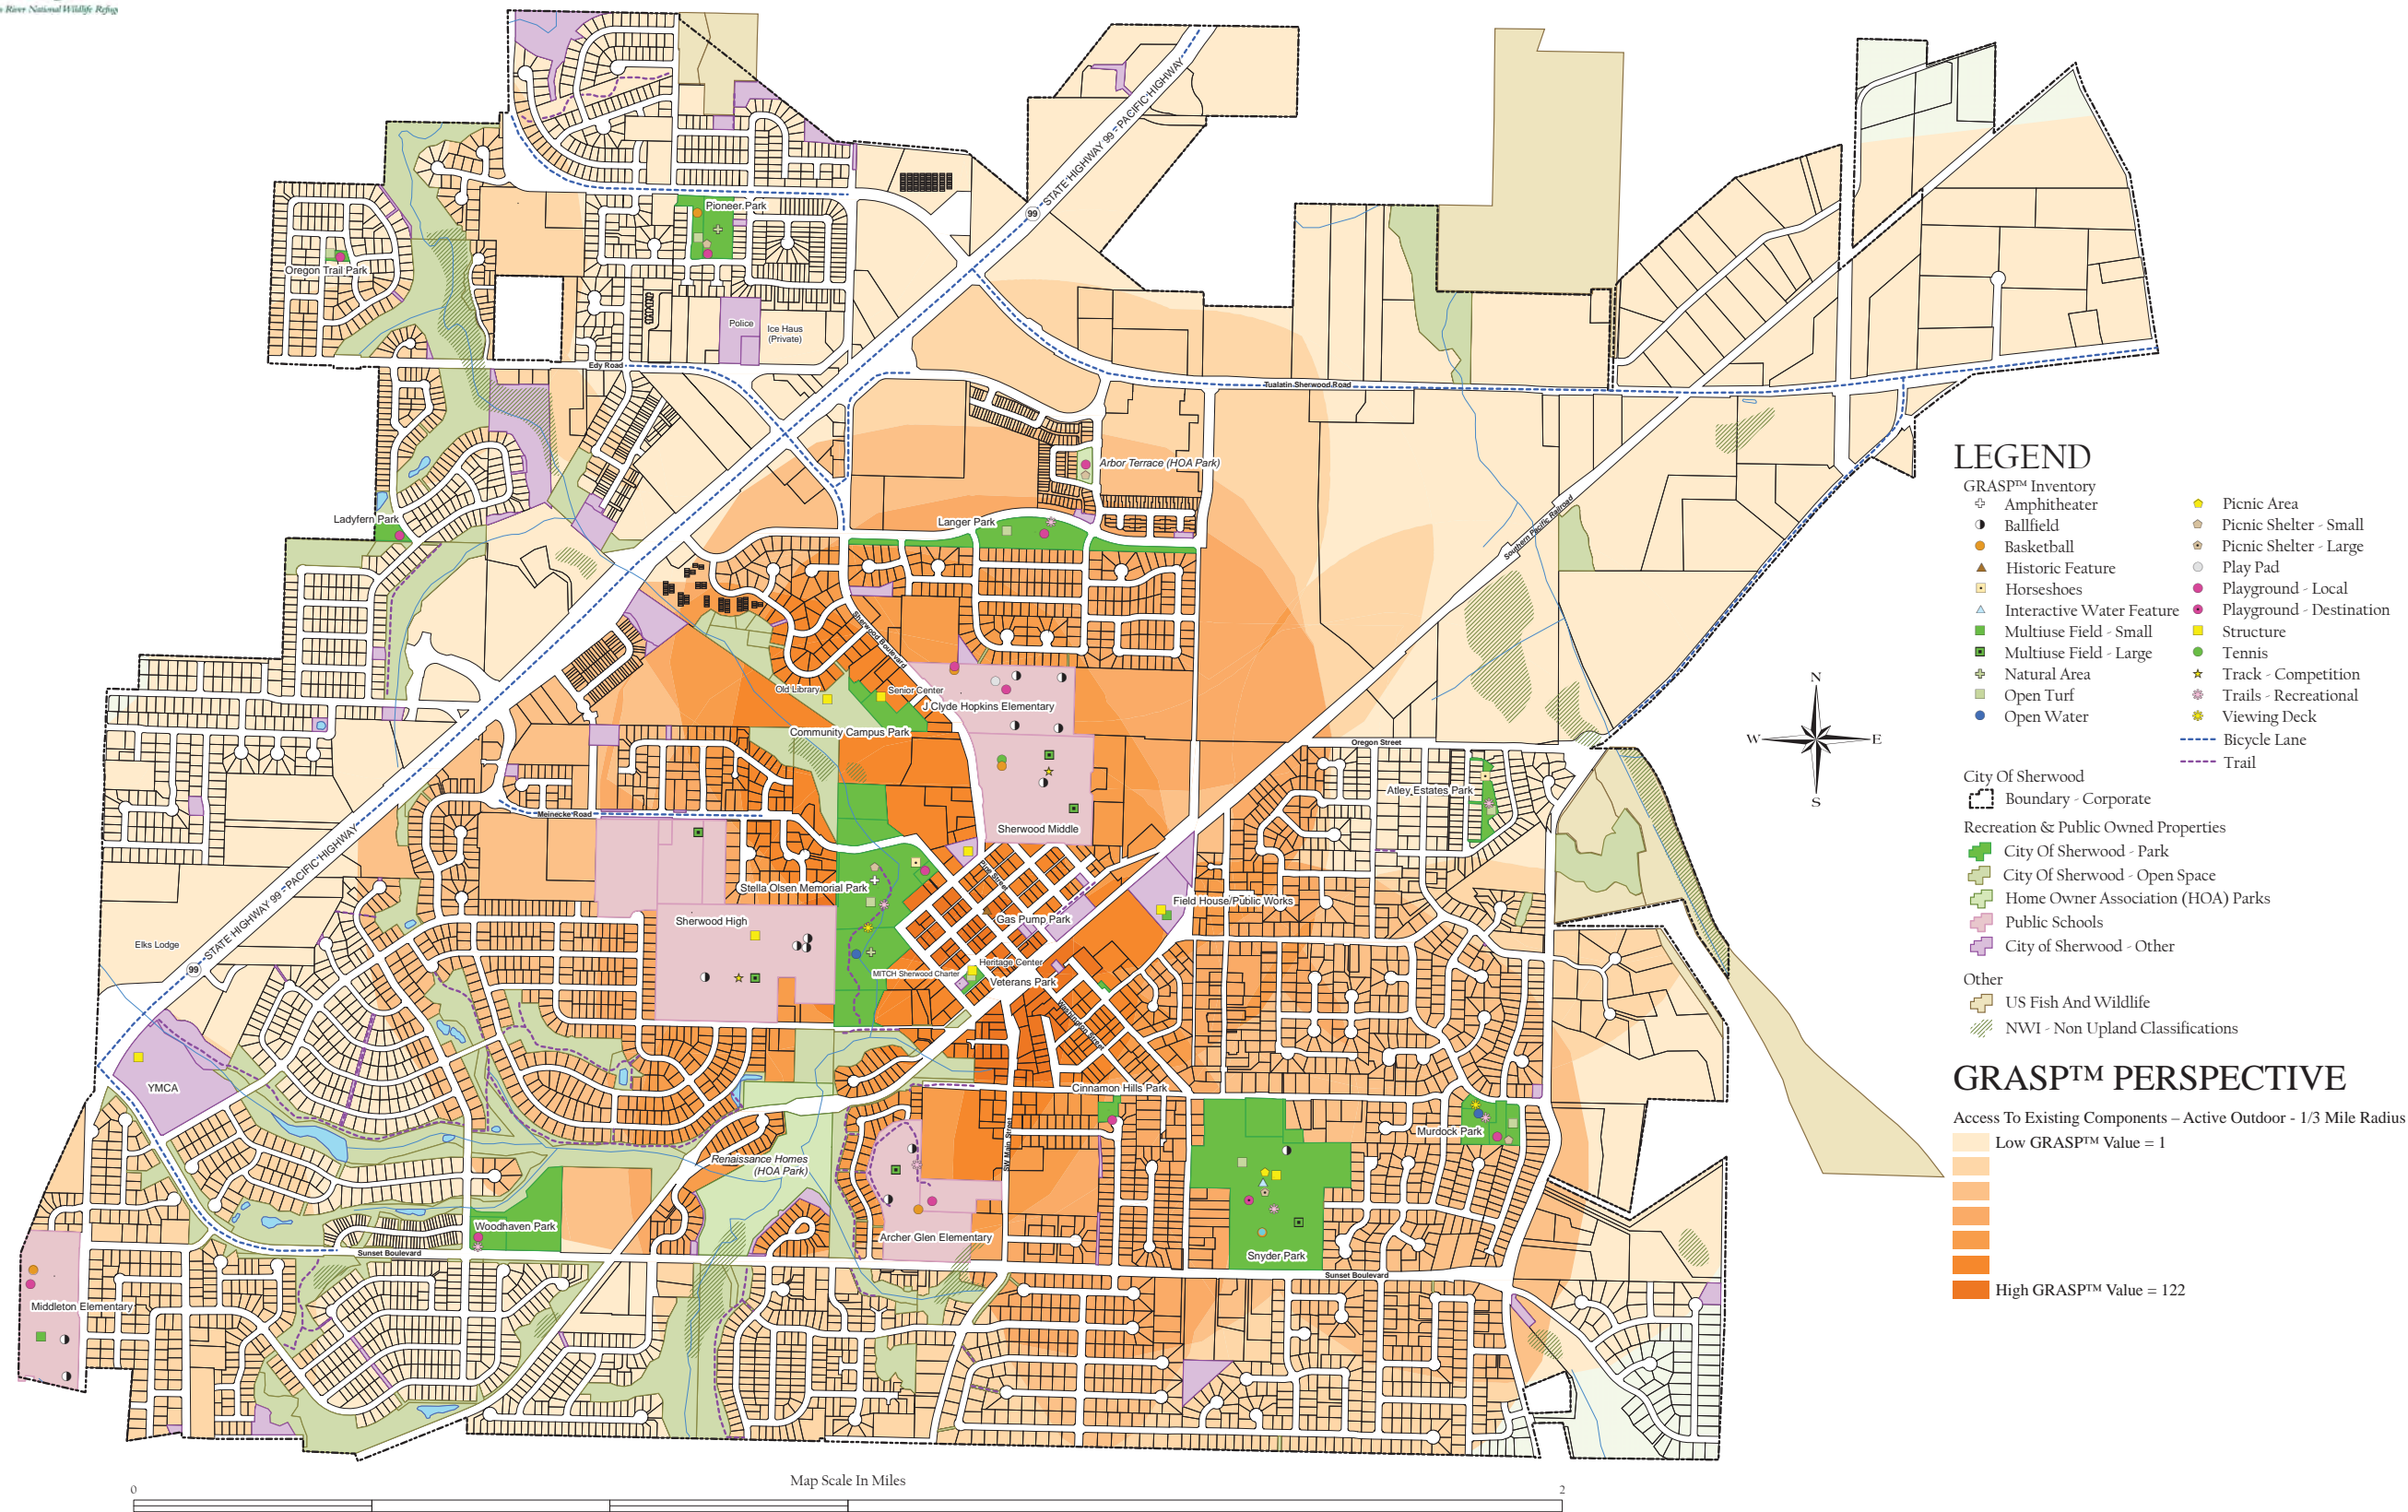 River National Wildlife Refuge
STATE HIGHWAY 99 - PACIFIC HIGHWAY
99
Pioneer Park
Oregon Trail Park
Police
Ice Haus
(Private)
Edy Road
Tualatin Sherwood Road
Arbor Terrace (HOA Park)
Ladyfern Park
Langer Park
Southern Pacific Railroad
Sherwood Boulevard
Old Library
Senior Center
J Clyde Hopkins Elementary
Community Campus Park
Oregon Street
Atley Estates Park
Meinecke Road
Sherwood Middle
Pine Street
STATE HIGHWAY 99 - PACIFIC HIGHWAY
99
Stella Olsen Memorial Park
Field House/Public Works
Sherwood High
Gas Pump Park
Elks Lodge
Heritage Center
MITCH Sherwood Charter
Veterans Park
Washington Street
YMCA
Cinnamon Hills Park
SW Main Street
Murdock Park
Renaissance Homes
(HOA Park)
Woodhaven Park
Archer Glen Elementary
Snyder Park
Sunset Boulevard
Sunset Boulevard
Middleton Elementary
N
W
E
S
LEGEND
GRASP™ Inventory
Amphitheater
Ballfield
Basketball
Historic Feature
Horseshoes
Interactive Water Feature
Multiuse Field - Small
Multiuse Field - Large
Natural Area
Open Turf
Open Water
Picnic Area
Picnic Shelter - Small
Picnic Shelter - Large
Play Pad
Playground - Local
Playground - Destination
Structure
Tennis
Track - Competition
Trails - Recreational
Viewing Deck
Bicycle Lane
Trail
City Of Sherwood
Boundary - Corporate
Recreation & Public Owned Properties
City Of Sherwood - Park
City Of Sherwood - Open Space
Home Owner Association (HOA) Parks
Public Schools
City of Sherwood - Other
Other
US Fish And Wildlife
NWI - Non Upland Classifications
GRASP™ PERSPECTIVE
Access To Existing Components – Active Outdoor - 1/3 Mile Radius
Low GRASP™ Value = 1
High GRASP™ Value = 122
Map Scale In Miles
0
2